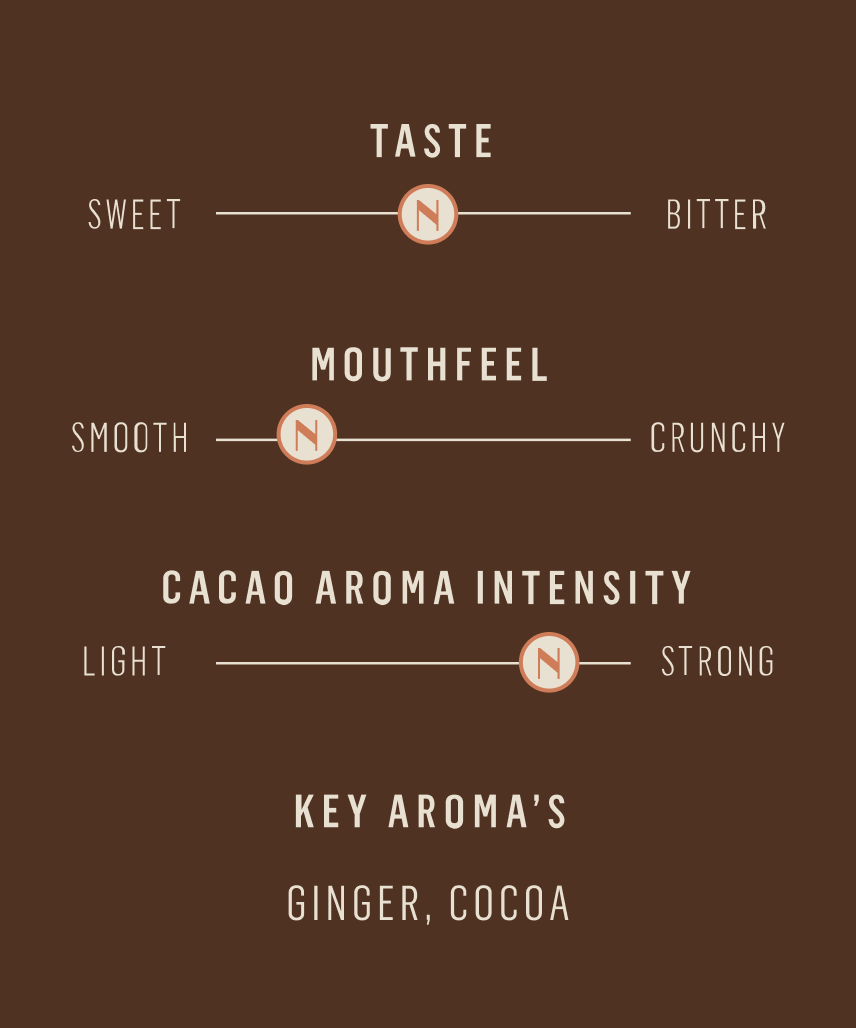 TASTE
SWEET N BITTER
MOUTHFEEL
SMOOTH N CRUNCHY
CACAO AROMA INTENSITY
LIGHT N STRONG
KEY AROMA’S
GINGER, COCOA